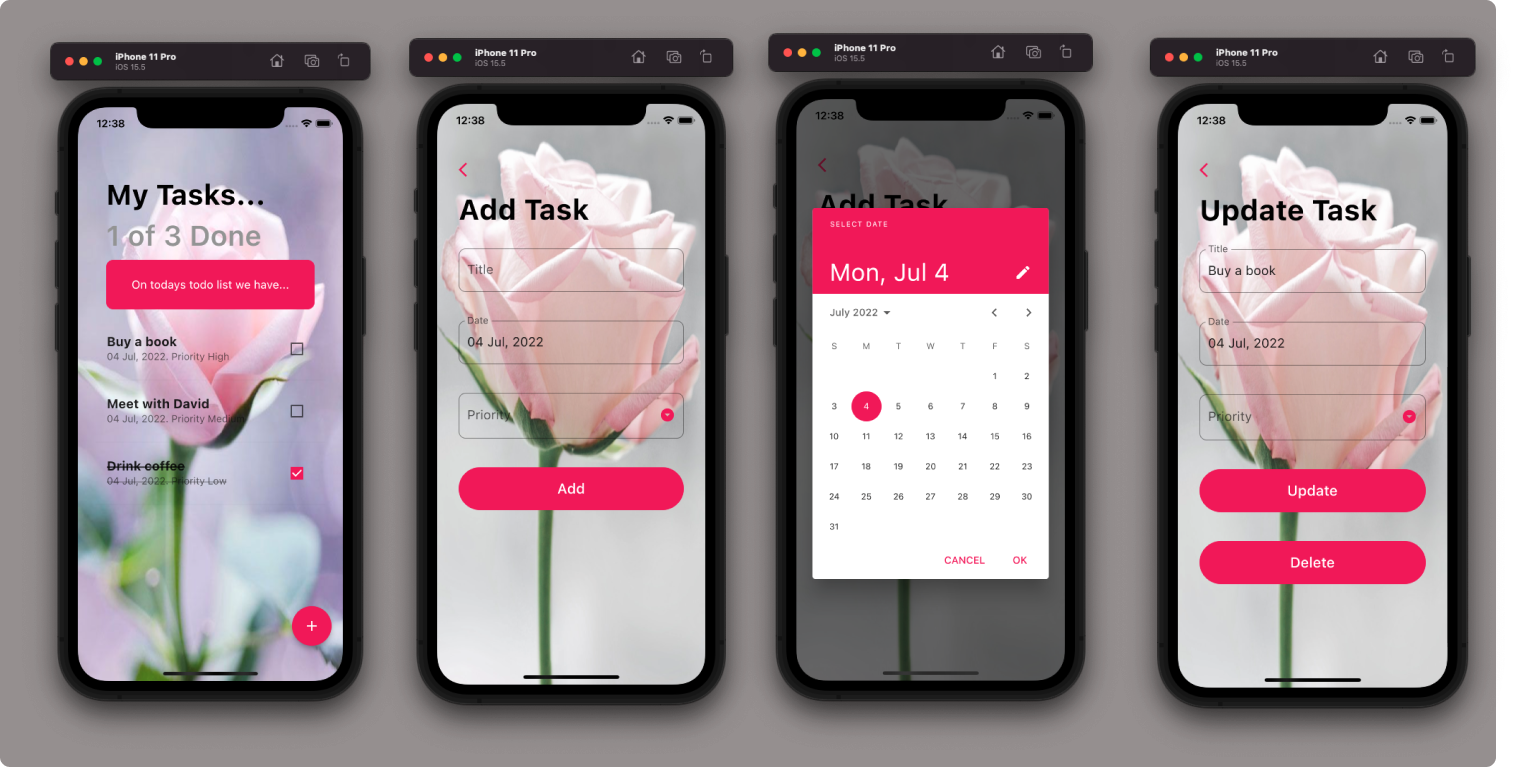 iPhone 11 Pro
iOS 15.5
12:38
My Tasks...
1 of 3 Done
On todays todo list we have...
Buy a book
04 Jul, 2022. Priority High
Meet with David
04 Jul, 2022. Priority Medium
Drink coffee
04 Jul, 2022. Priority Low
+
iPhone 11 Pro
iOS 15.5
12:38
Add Task
Title
Date
04 Jul, 2022
Priority
Add
iPhone 11 Pro
iOS 15.5
12:38
Add Task
SELECT DATE
Mon, Jul 4
July 2022
S M T W T F S
1 2
3 4 5 6 7 8 9
10 11 12 13 14 15 16
17 18 19 20 21 22 23
24 25 26 27 28 29 30
31
CANCEL OK
iPhone 11 Pro
iOS 15.5
12:38
Update Task
Title
Buy a book
Date
04 Jul, 2022
Priority
Update
Delete